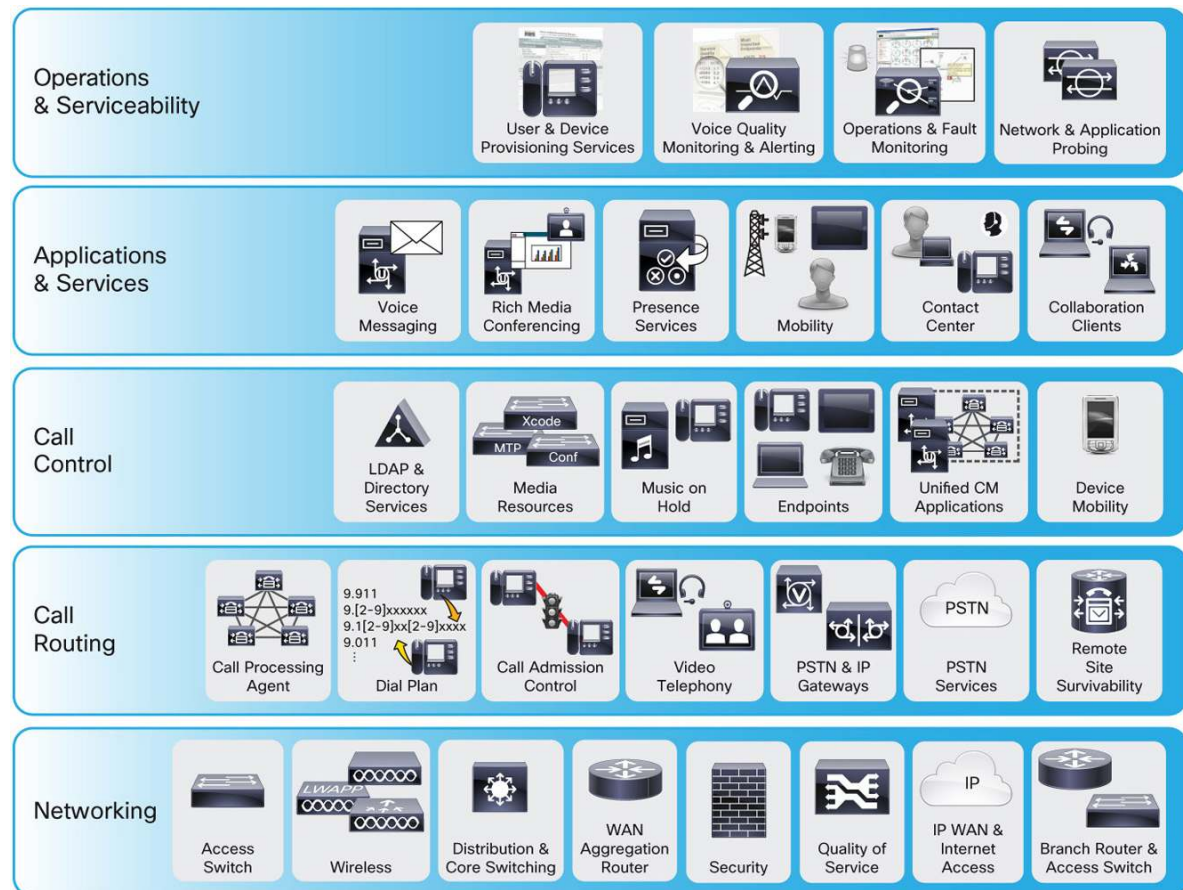 Operations
& Serviceability
User & Device
Provisioning Services
Voice Quality
Monitoring & Alerting
Operations & Fault
Monitoring
Network & Application
Probing
Applications
& Services
Voice
Messaging
Rich Media
Conferencing
Presence
Services
Mobility
Contact
Center
Collaboration
Clients
Call
Control
LDAP &
Directory
Services
Xcode
MTP
Conf
Media
Resources
Music on
Hold
Endpoints
Unified CM
Applications
Device
Mobility
Call
Routing
Call Processing
Agent
9.911
9.[2-9]xxxxxx
9.1[2-9]xx[2-9]xxxx
9.011
⋮
Dial Plan
Call Admission
Control
Video
Telephony
V
PSTN & IP
Gateways
PSTN
PSTN
Services
Remote
Site
Survivability
Networking
Access
Switch
LWAPP
Wireless
Distribution &
Core Switching
WAN
Aggregation
Router
Security
Quality of
Service
IP
IP WAN &
Internet
Access
Branch Router &
Access Switch